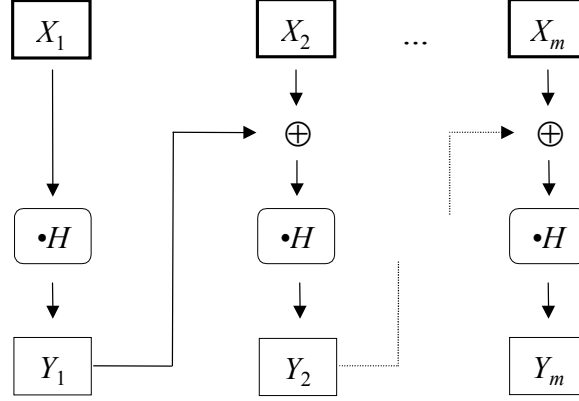 X₁ X₂ ... Xₘ
⊕ ⊕
•H •H •H
Y₁ Y₂ Yₘ